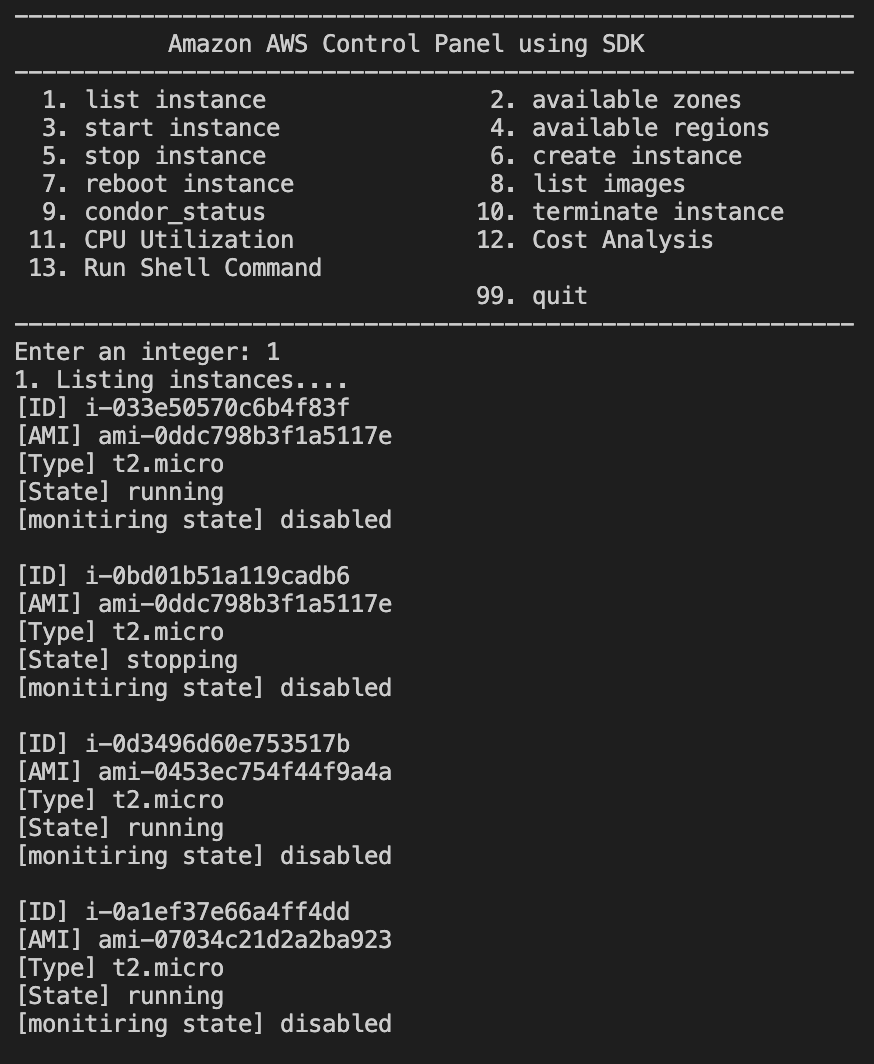 ------------------------------------------------------------
Amazon AWS Control Panel using SDK
------------------------------------------------------------
1. list instance 2. available zones
3. start instance 4. available regions
5. stop instance 6. create instance
7. reboot instance 8. list images
9. condor_status 10. terminate instance
11. CPU Utilization 12. Cost Analysis
13. Run Shell Command
99. quit
------------------------------------------------------------
Enter an integer: 1
1. Listing instances....
[ID] i-033e50570c6b4f83f
[AMI] ami-0ddc798b3f1a5117e
[Type] t2.micro
[State] running
[monitiring state] disabled
[ID] i-0bd01b51a119cadb6
[AMI] ami-0ddc798b3f1a5117e
[Type] t2.micro
[State] stopping
[monitiring state] disabled
[ID] i-0d3496d60e753517b
[AMI] ami-0453ec754f44f9a4a
[Type] t2.micro
[State] running
[monitiring state] disabled
[ID] i-0a1ef37e66a4ff4dd
[AMI] ami-07034c21d2a2ba923
[Type] t2.micro
[State] running
[monitiring state] disabled